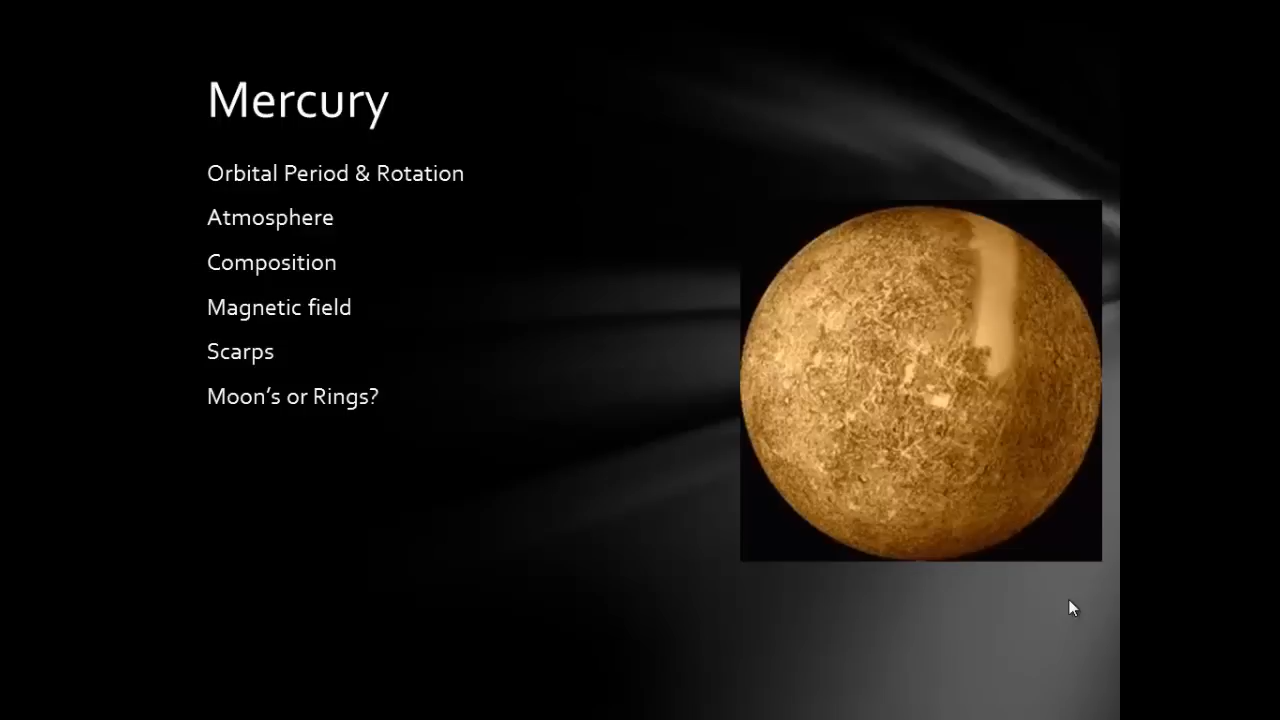 Mercury
Orbital Period & Rotation
Atmosphere
Composition
Magnetic field
Scarps
Moon’s or Rings?